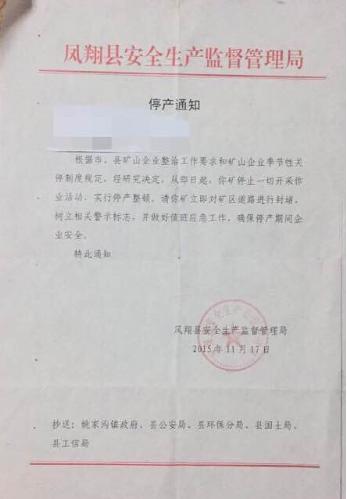 凤翔县安全生产监督管理局
停产通知
根据市、县矿山企业整治工作要求和矿山企业季节性关
停制度规定，经研究决定，从即日起，你矿停止一切开采作
业活动，实行停产整顿。请你矿立即对矿区道路进行封堵，
树立相关警示标志，并做好值班应急工作，确保停产期间企
业安全。
特此通知
凤翔县安全生产监督管理局
2015年11月17日
抄送：姚家沟镇政府、县公安局、县环保分局、县国土局、
县工信局